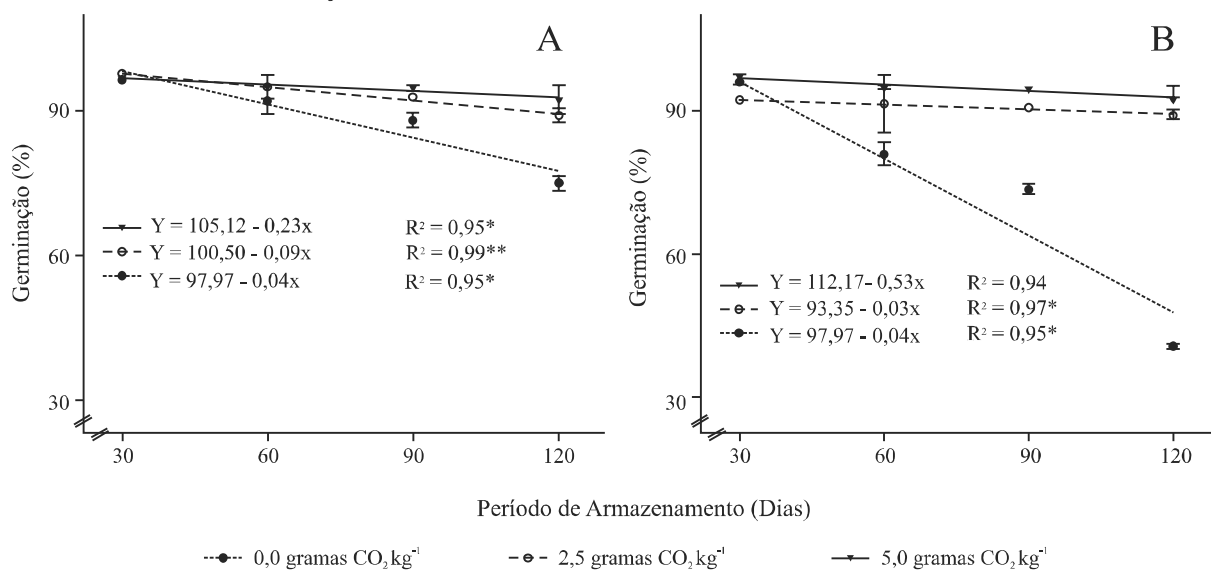 A
Germinação (%)
90
60
30
Y = 105,12 - 0,23x R² = 0,95*
Y = 100,50 - 0,09x R² = 0,99**
Y = 97,97 - 0,04x R² = 0,95*
30 60 90 120
B
Germinação (%)
90
60
30
Y = 112,17- 0,53x R² = 0,94
Y = 93,35 - 0,03x R² = 0,97*
Y = 97,97 - 0,04x R² = 0,95*
30 60 90 120
Período de Armazenamento (Dias)
0,0 gramas CO₂ kg⁻¹ 2,5 gramas CO₂ kg⁻¹ 5,0 gramas CO₂ kg⁻¹